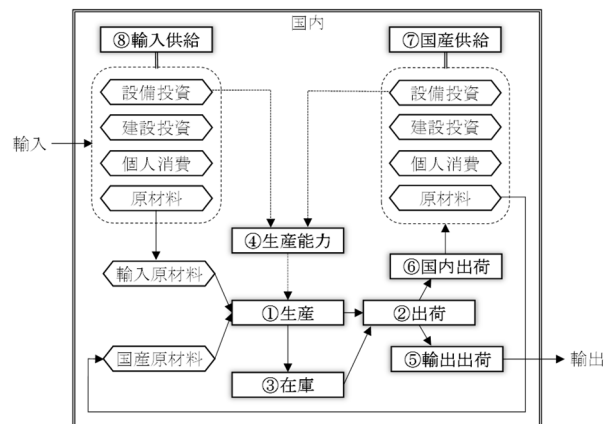 国内
⑧輸入供給
⑦国産供給
設備投資
設備投資
建設投資
建設投資
輸入
個人消費
個人消費
原材料
原材料
④生産能力
輸入原材料
⑥国内出荷
①生産
②出荷
国産原材料
⑤輸出出荷
輸出
③在庫